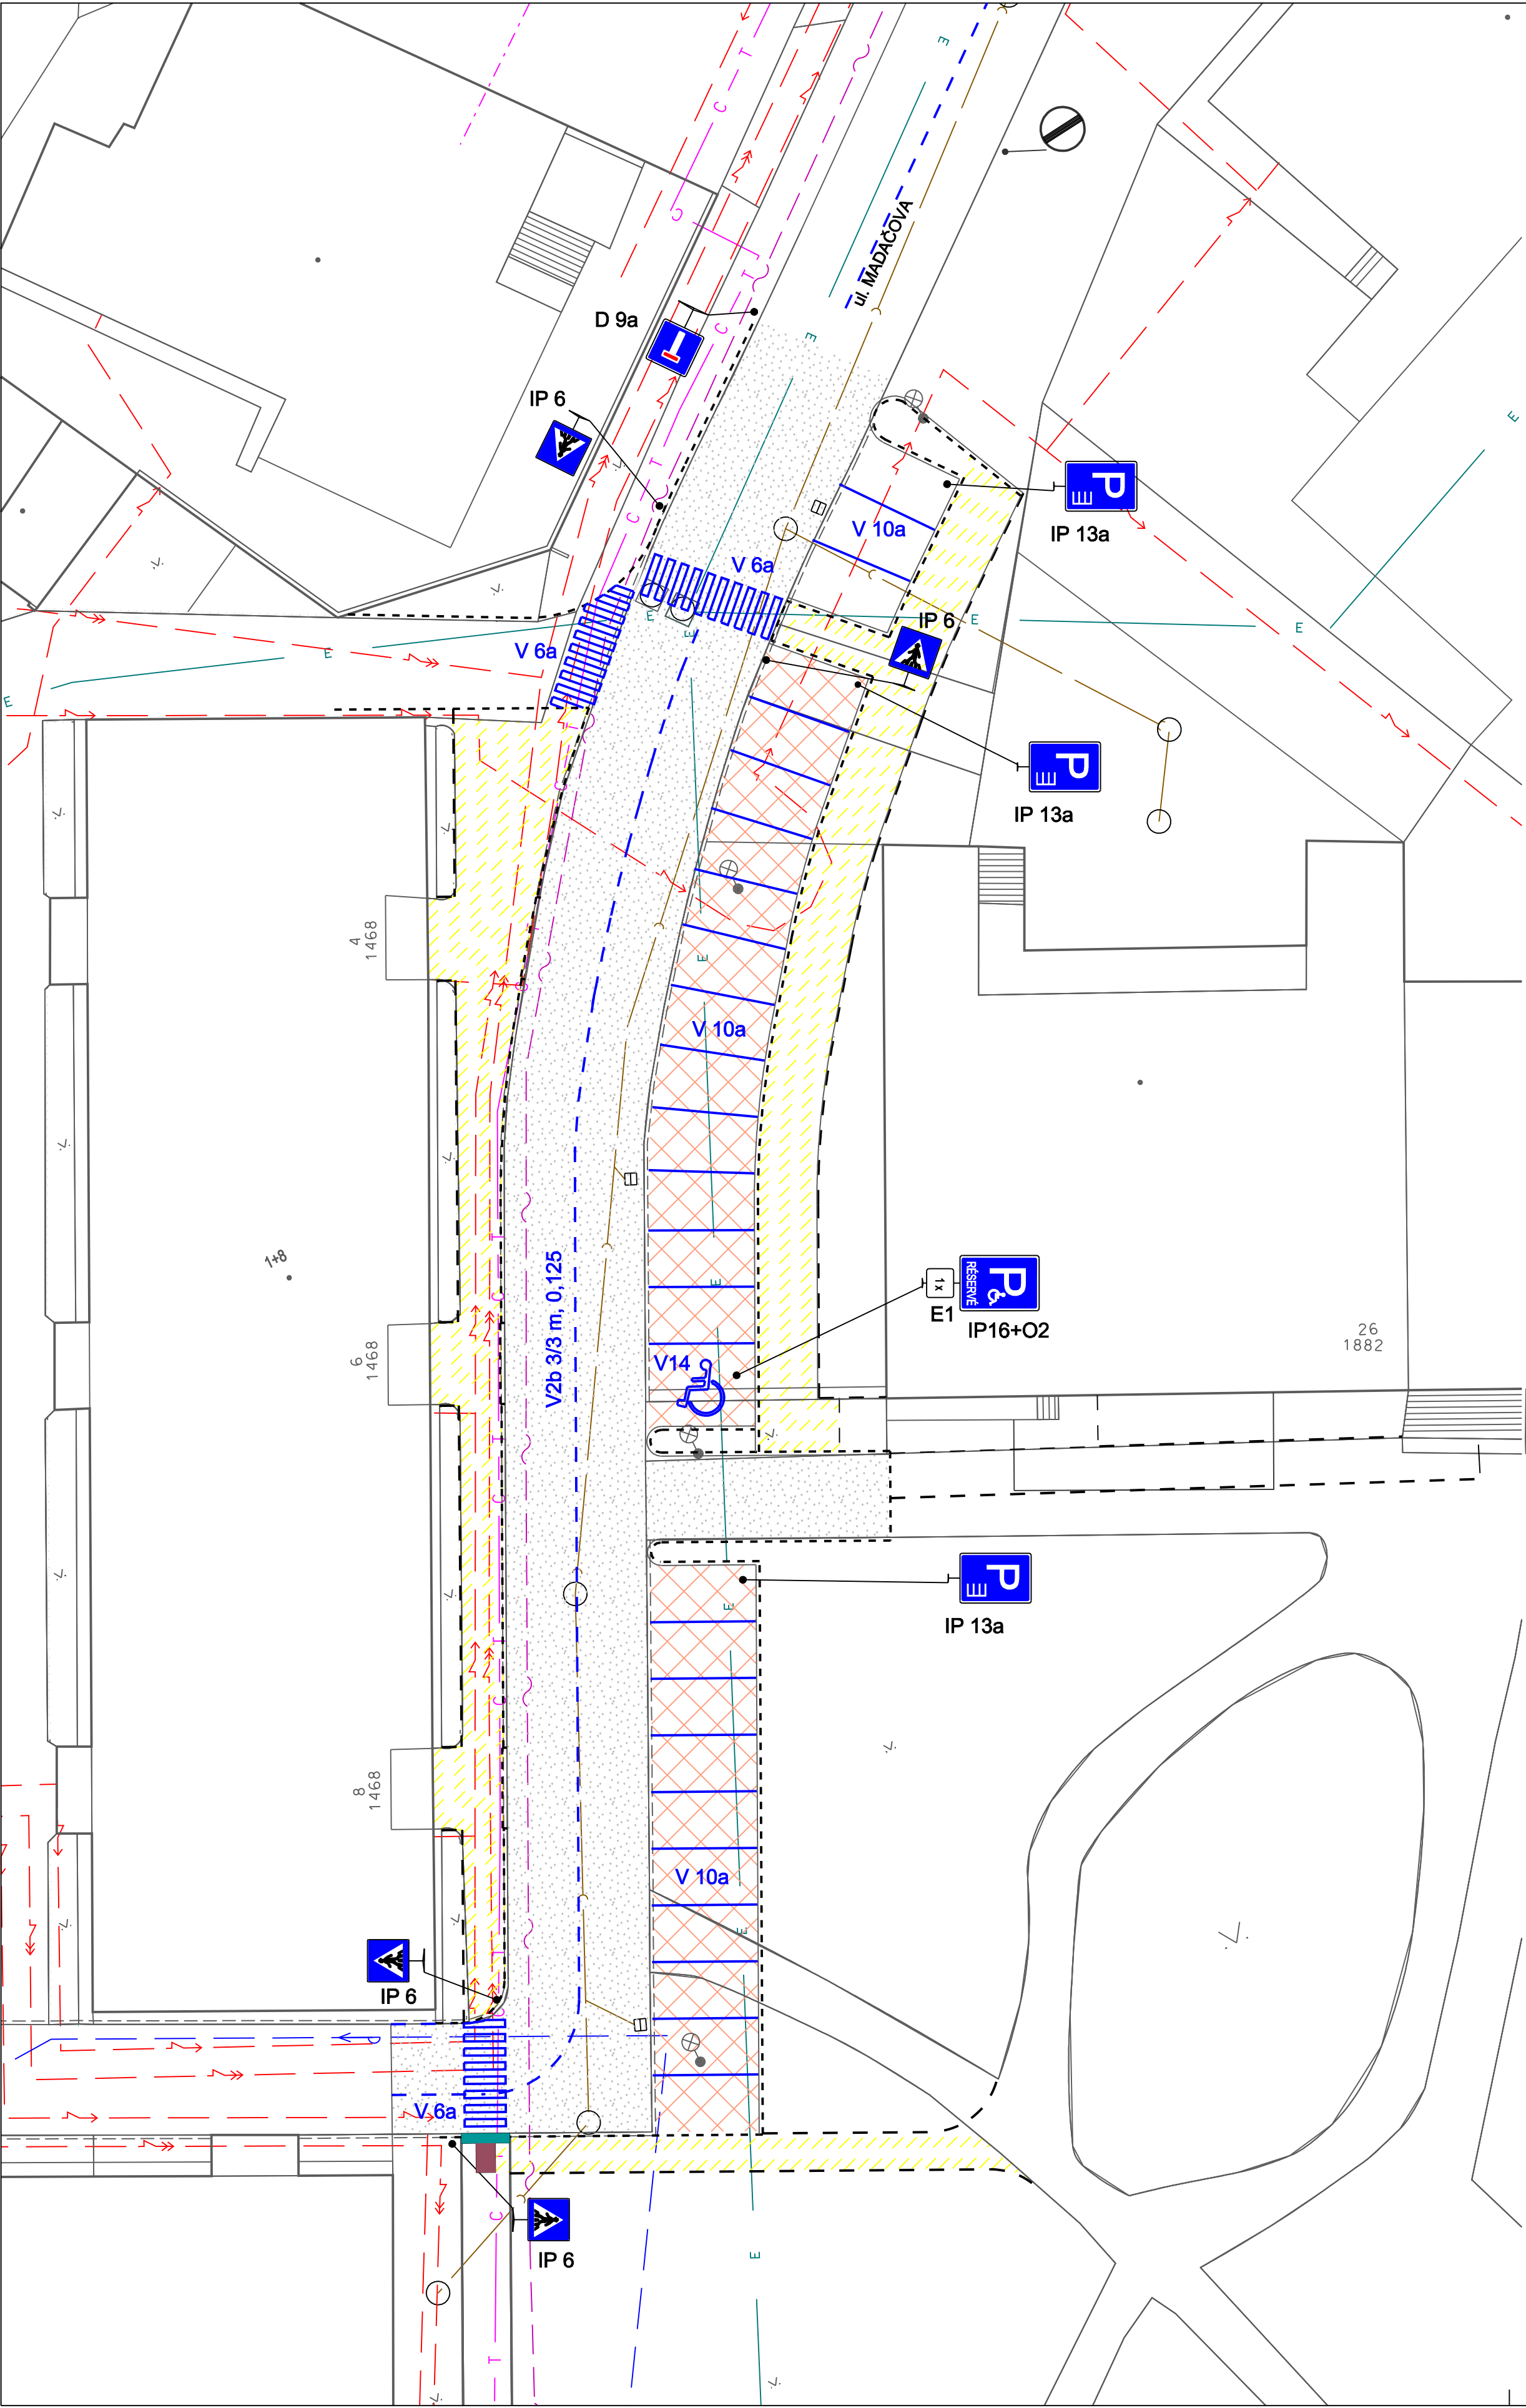 ul. MADAČOVA
D 9a
IP 6
P
IP 13a
V 10a
V 6a
IP 6
V 6a
P
IP 13a
4
1468
V 10a
1+8
V2b 3/3 m, 0,125
1x
E1
P
RÉSERVÉ
IP16+O2
26
1882
6
1468
V14
P
IP 13a
8
1468
V 10a
IP 6
V 6a
IP 6